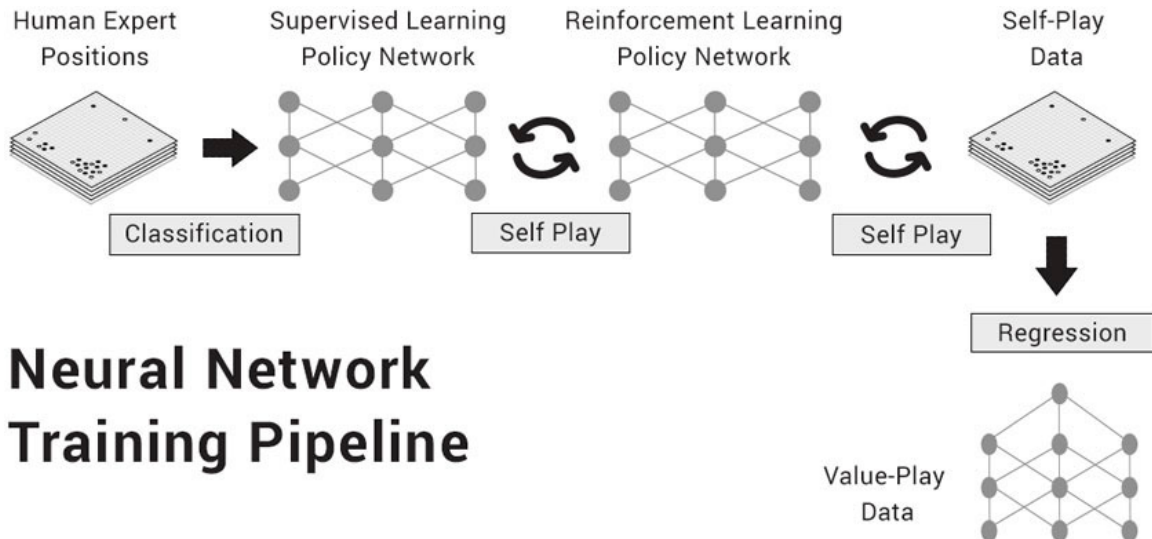 Human Expert
Positions
Supervised Learning
Policy Network
Reinforcement Learning
Policy Network
Self-Play
Data
Classification
Self Play
Self Play
Regression
Neural Network
Training Pipeline
Value-Play
Data